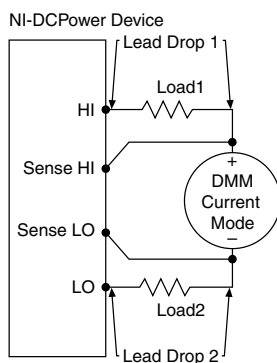 NI-DCPower Device
Lead Drop 1
Load1
HI
+
Sense HI
DMM
Current
Mode
Sense LO
–
LO
Load2
Lead Drop 2